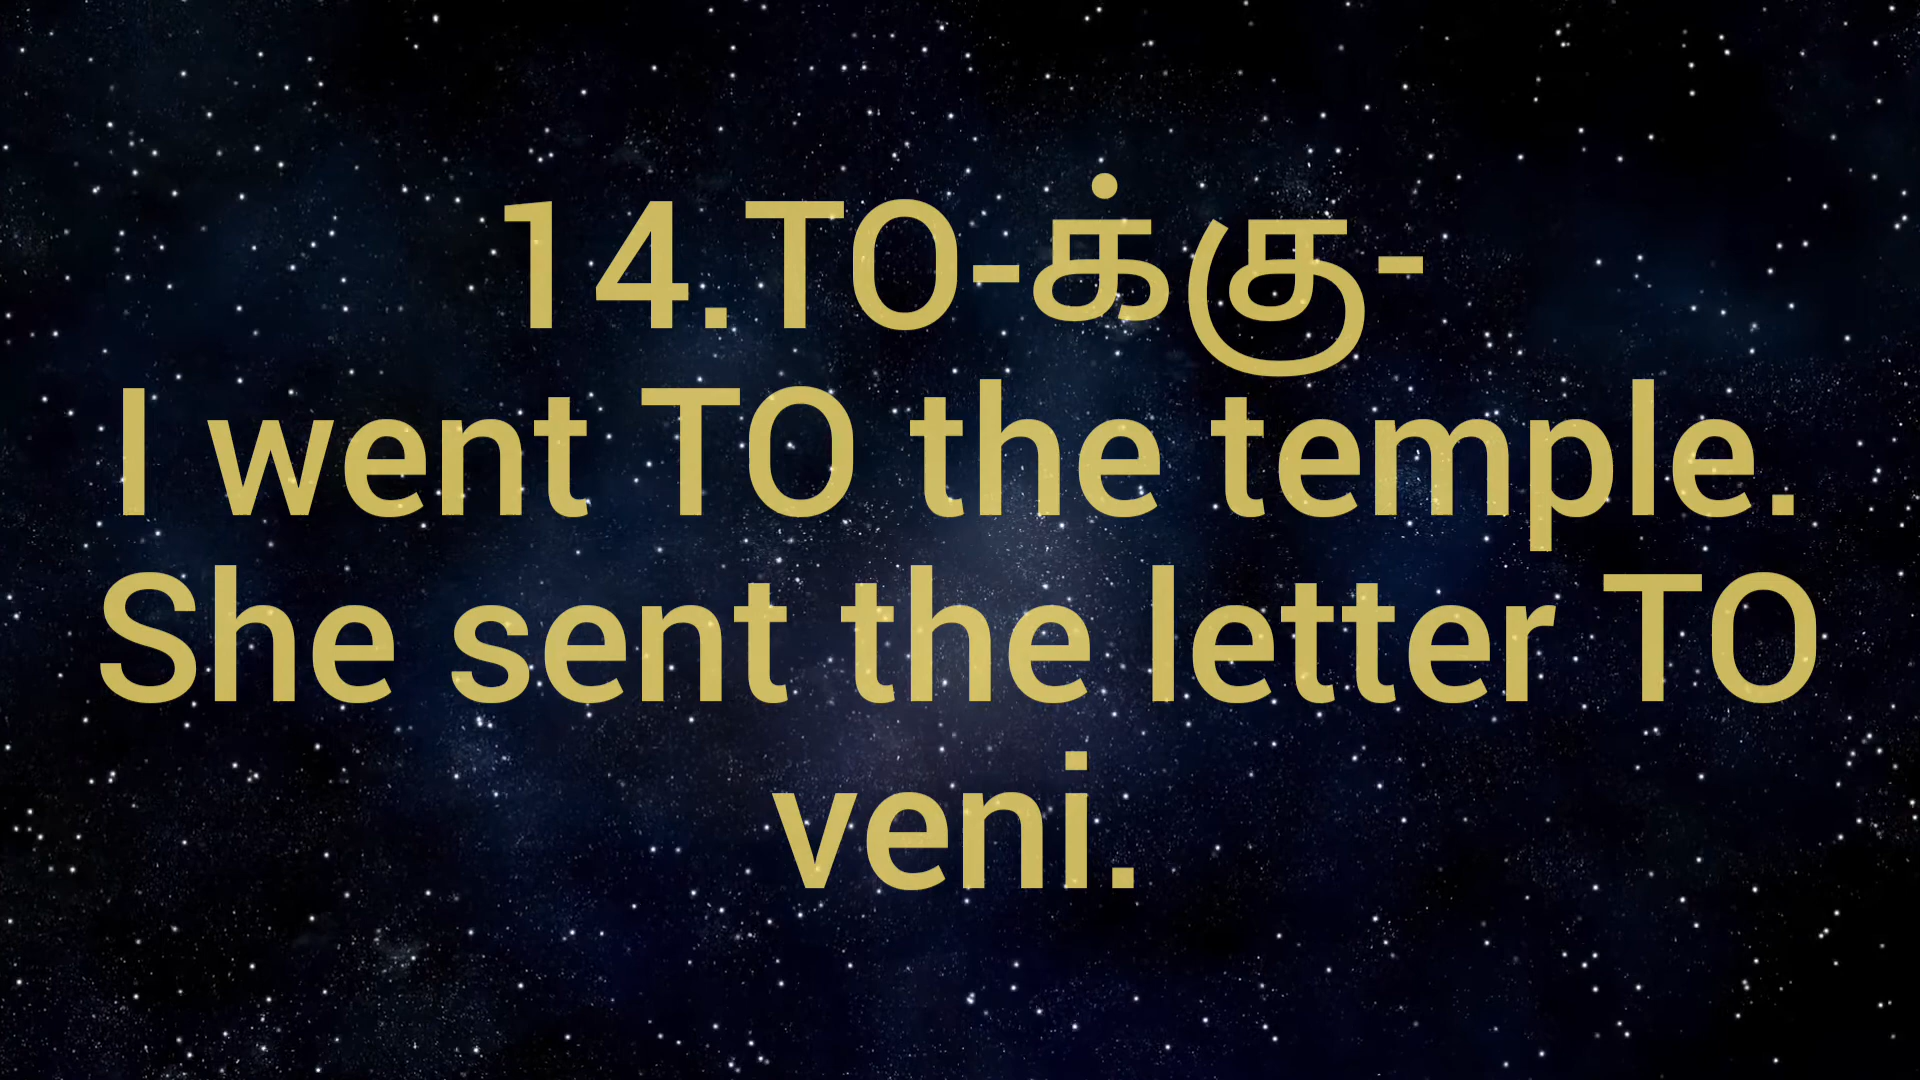 14.TO-க்கு-
I went TO the temple.
She sent the letter TO
veni.